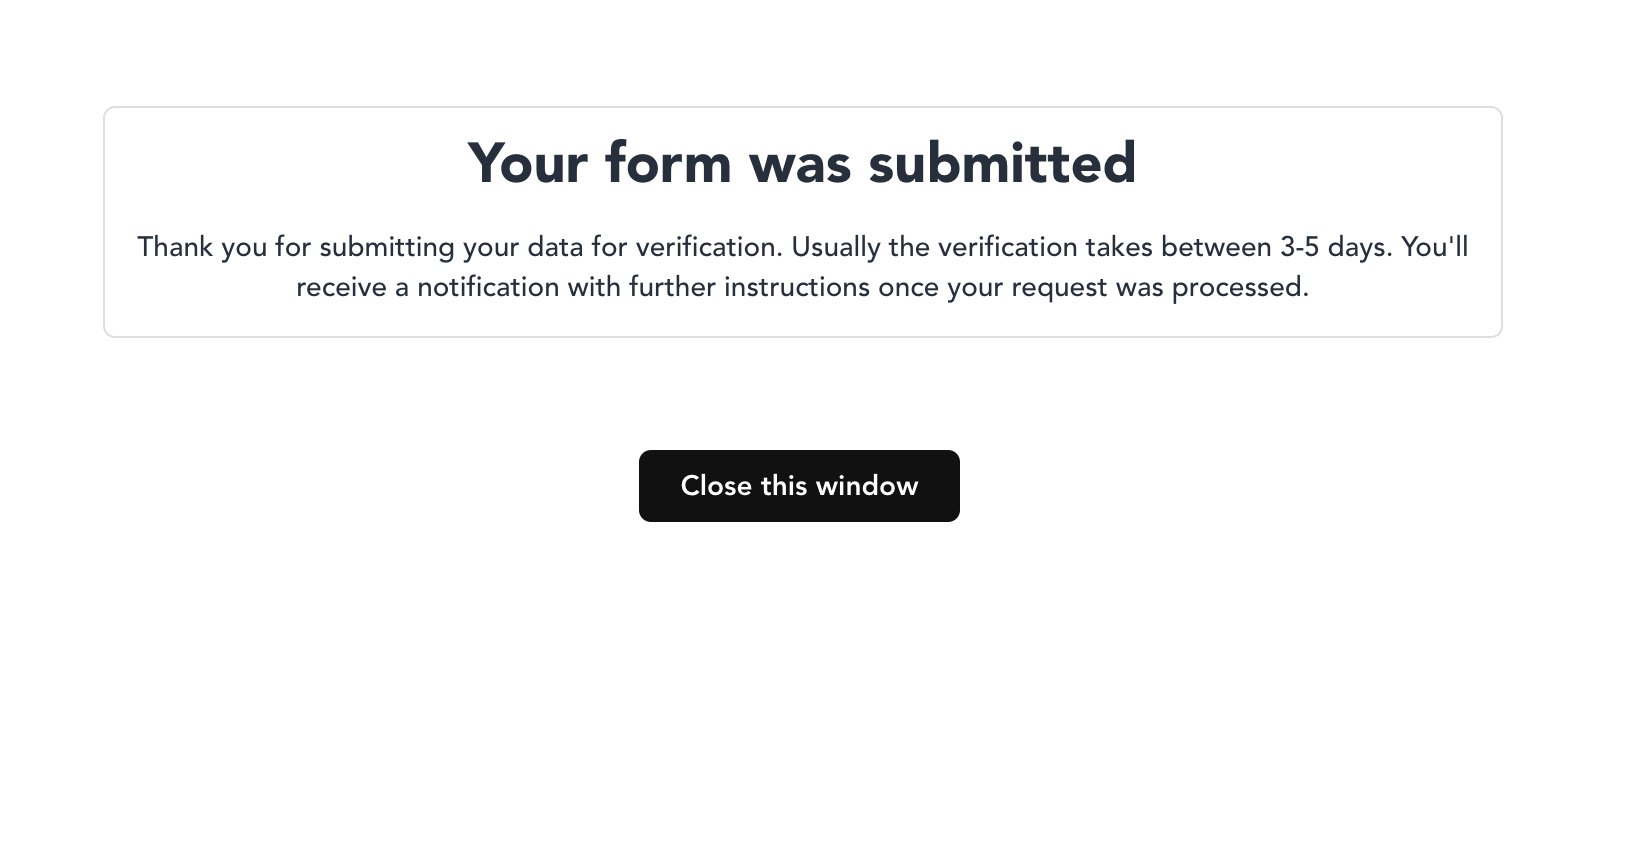 Your form was submitted
Thank you for submitting your data for verification. Usually the verification takes between 3-5 days. You'll
receive a notification with further instructions once your request was processed.
Close this window